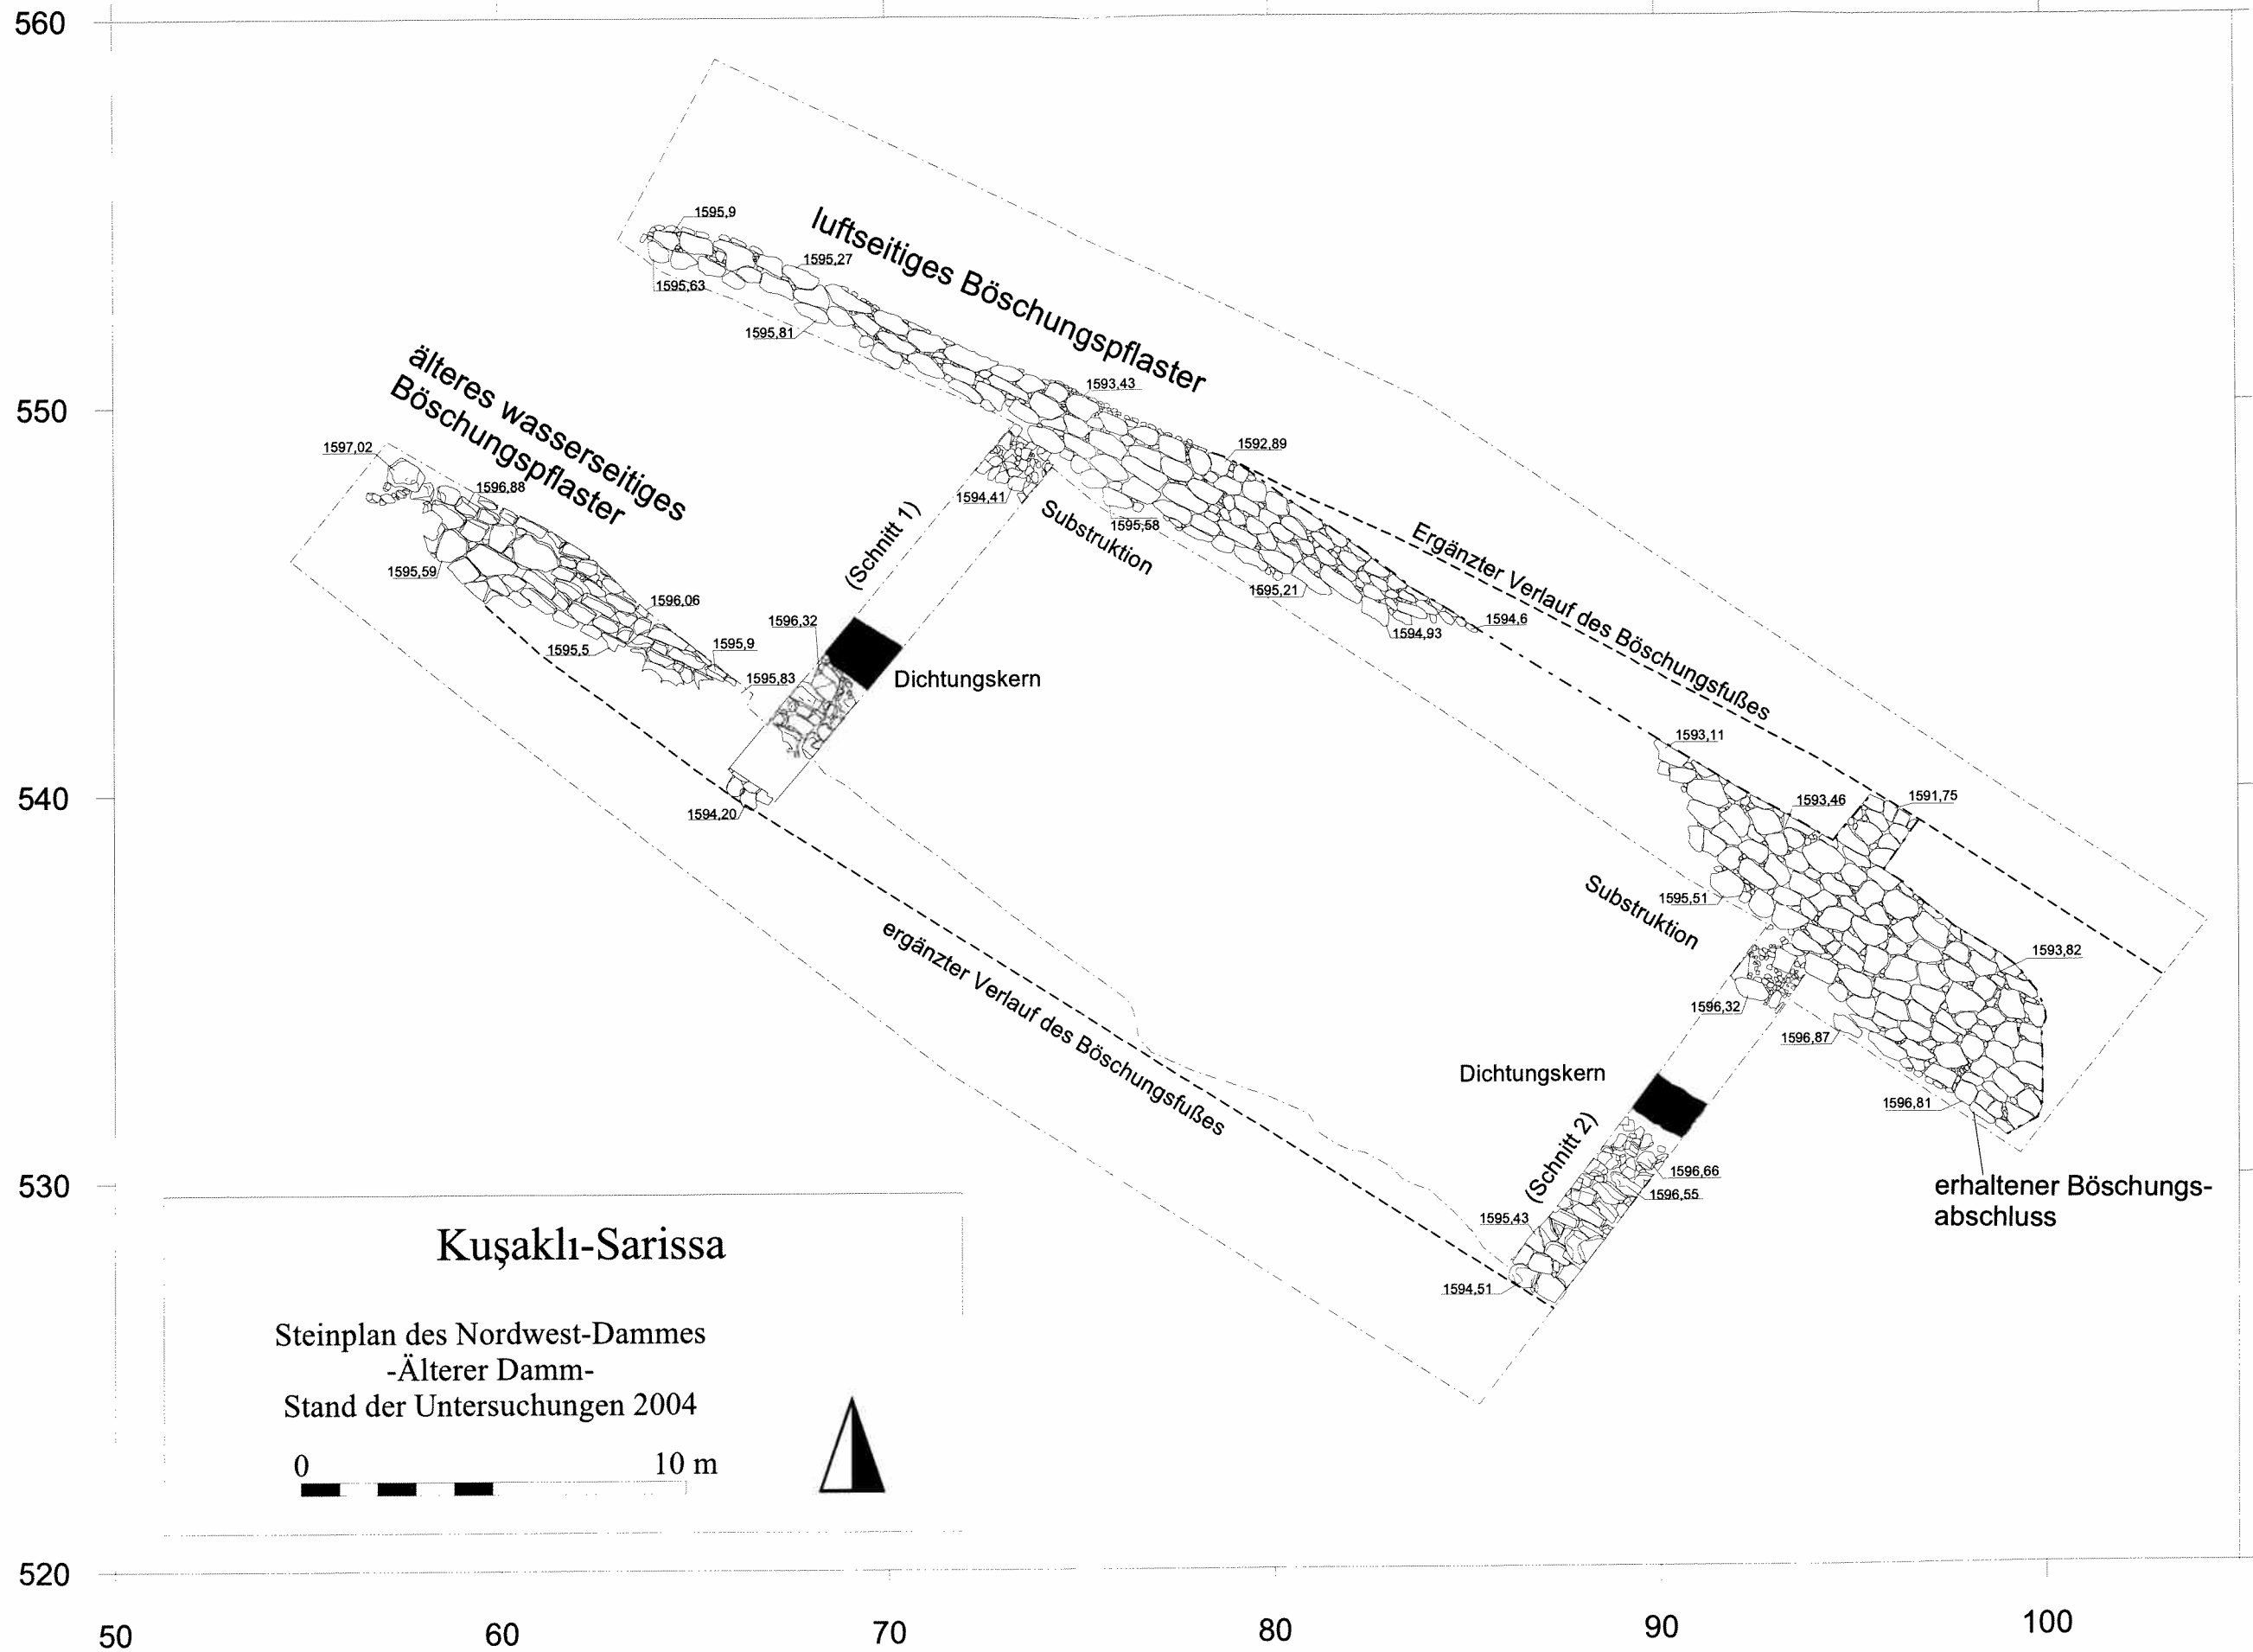 560
550
540
530
520
50
60
70
80
90
100
luftseitiges Böschungspflaster
älteres wasserseitiges
Böschungspflaster
1595,9
1595,27
1595,63
1595,81
1593,43
1592,89
1597,02
1596,88
1595,59
1596,06
1595,5
1595,9
1595,83
1594,41
(Schnitt 1)
Substruktion
1595,58
1595,21
1594,93
1594,6
Ergänzter Verlauf des Böschungsfußes
1596,32
Dichtungskern
1594,20
1593,11
1593,46
1591,75
Substruktion
1595,51
1593,82
1596,32
1596,87
1596,81
ergänzter Verlauf des Böschungsfußes
Dichtungskern
(Schnitt 2)
1596,66
1596,55
1595,43
1594,51
erhaltener Böschungs-
abschluss
Kuşaklı-Sarissa
Steinplan des Nordwest-Dammes
-Älterer Damm-
Stand der Untersuchungen 2004
0
10 m